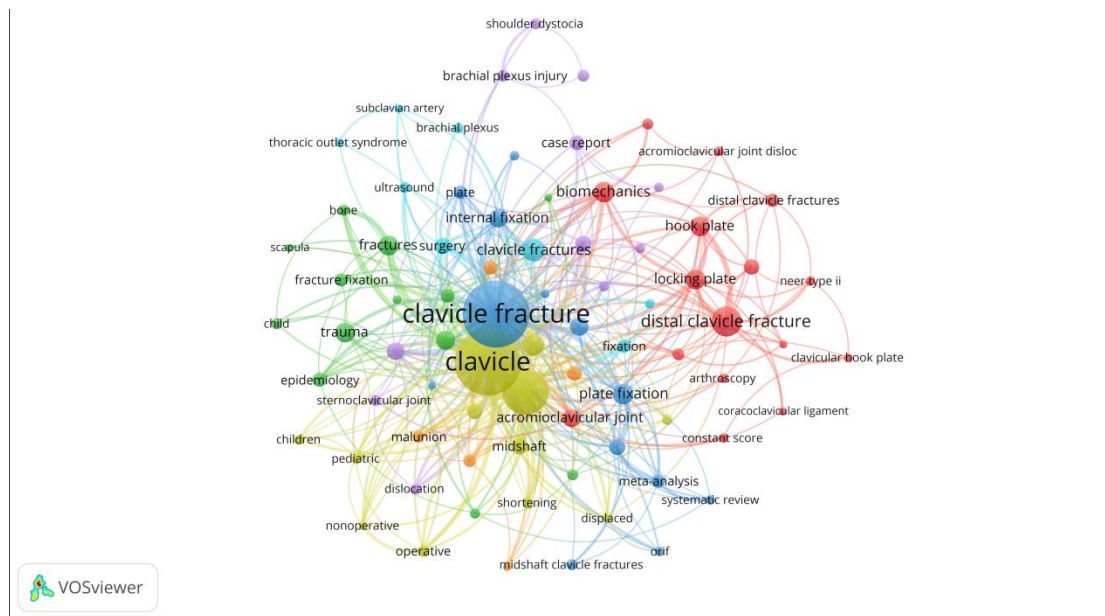 shoulder dystocia
brachial plexus injury
subclavian artery
brachial plexus
thoracic outlet syndrome
case report
acromioclavicular joint disloc
ultrasound
plate
biomechanics
distal clavicle fractures
bone
internal fixation
hook plate
scapula
fractures
surgery
clavicle fractures
fracture fixation
locking plate
neer type ii
clavicle fracture
child
trauma
distal clavicle fracture
fixation
clavicle
clavicular hook plate
epidemiology
arthroscopy
sternoclavicular joint
plate fixation
acromioclavicular joint
coracoclavicular ligament
children
malunion
midshaft
constant score
pediatric
dislocation
meta-analysis
systematic review
shortening
displaced
nonoperative
operative
orif
midshaft clavicle fractures
VOSviewer